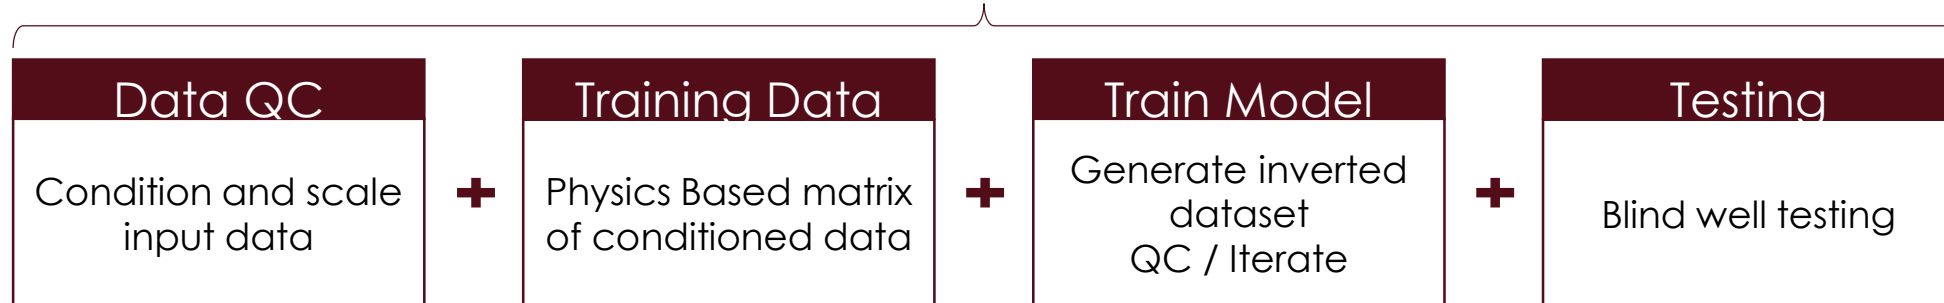 Data QC
Condition and scale
input data
Training Data
Physics Based matrix
of conditioned data
Train Model
Generate inverted
dataset
QC / Iterate
Testing
Blind well testing